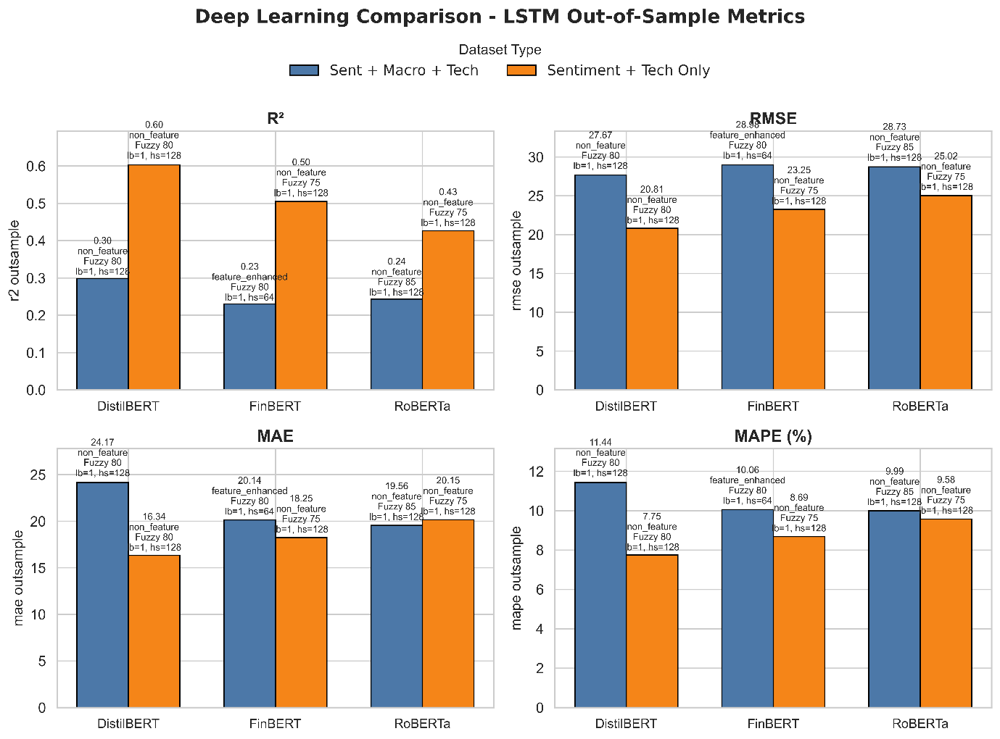 Deep Learning Comparison - LSTM Out-of-Sample Metrics
Dataset Type
Sent + Macro + Tech
Sentiment + Tech Only
R²
r2 outsample
0.6
0.5
0.4
0.3
0.2
0.1
0.0
0.30
non_feature
Fuzzy 80
lb=1, hs=128
0.60
non_feature
Fuzzy 80
lb=1, hs=128
0.23
feature_enhanced
Fuzzy 80
lb=1, hs=64
0.50
non_feature
Fuzzy 75
lb=1, hs=128
0.24
non_feature
Fuzzy 85
lb=1, hs=128
0.43
non_feature
Fuzzy 75
lb=1, hs=128
DistilBERT
FinBERT
RoBERTa
RMSE
rmse outsample
30
25
20
15
10
5
0
27.67
non_feature
Fuzzy 80
lb=1, hs=128
20.81
non_feature
Fuzzy 80
lb=1, hs=128
28.98
feature_enhanced
Fuzzy 80
lb=1, hs=64
23.25
non_feature
Fuzzy 75
lb=1, hs=128
28.73
non_feature
Fuzzy 85
lb=1, hs=128
25.02
non_feature
Fuzzy 75
lb=1, hs=128
DistilBERT
FinBERT
RoBERTa
MAE
mae outsample
25
20
15
10
5
0
24.17
non_feature
Fuzzy 80
lb=1, hs=128
16.34
non_feature
Fuzzy 80
lb=1, hs=128
20.14
feature_enhanced
Fuzzy 80
lb=1, hs=64
18.25
non_feature
Fuzzy 75
lb=1, hs=128
19.56
non_feature
Fuzzy 85
lb=1, hs=128
20.15
non_feature
Fuzzy 75
lb=1, hs=128
DistilBERT
FinBERT
RoBERTa
MAPE (%)
mape outsample
12
10
8
6
4
2
0
11.44
non_feature
Fuzzy 80
lb=1, hs=128
7.75
non_feature
Fuzzy 80
lb=1, hs=128
10.06
feature_enhanced
Fuzzy 80
lb=1, hs=64
8.69
non_feature
Fuzzy 75
lb=1, hs=128
9.99
non_feature
Fuzzy 85
lb=1, hs=128
9.58
non_feature
Fuzzy 75
lb=1, hs=128
DistilBERT
FinBERT
RoBERTa